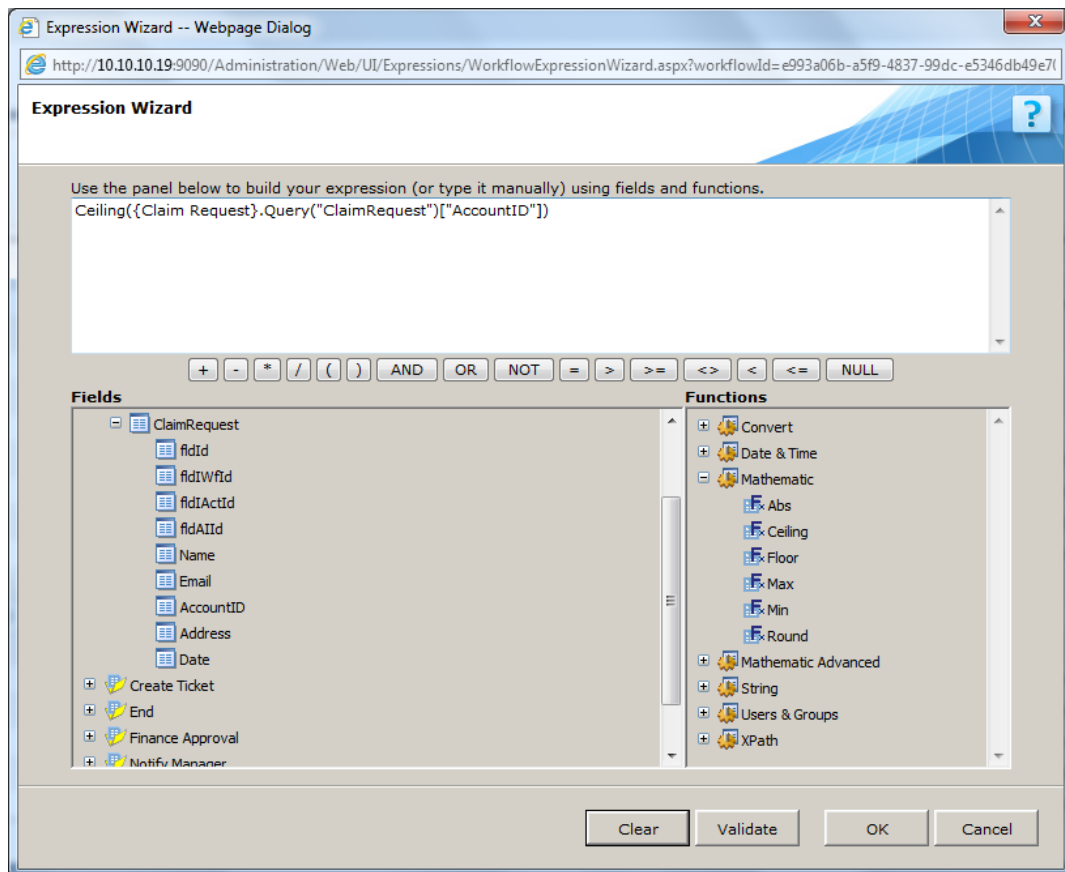 Expression Wizard -- Webpage Dialog
x
http://10.10.10.19:9090/Administration/Web/UI/Expressions/WorkflowExpressionWizard.aspx?workflowId=e993a06b-a5f9-4837-99dc-e5346db49e7(
Expression Wizard
?
Use the panel below to build your expression (or type it manually) using fields and functions.
Ceiling({Claim Request}.Query("ClaimRequest")["AccountID"])
+ - * / ( ) AND OR NOT = > >= <> < <= NULL
Fields
ClaimRequest
fldId
fldIWfId
fldIActId
fldAIId
Name
Email
AccountID
Address
Date
Create Ticket
End
Finance Approval
Notify Manager
Functions
Convert
Date & Time
Mathematic
Abs
Ceiling
Floor
Max
Min
Round
Mathematic Advanced
String
Users & Groups
XPath
Clear Validate OK Cancel